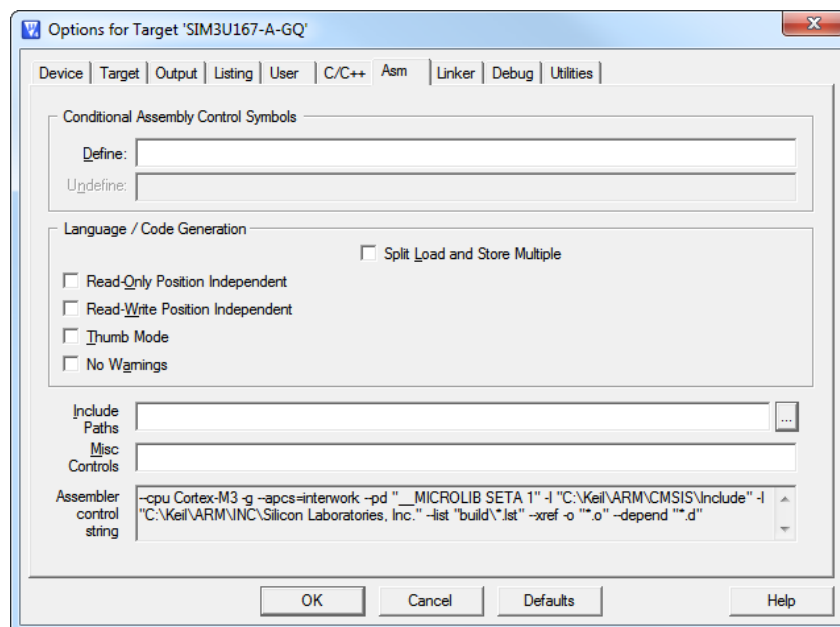 Options for Target 'SIM3U167-A-GQ'
Device Target Output Listing User C/C++ Asm Linker Debug Utilities
Conditional Assembly Control Symbols
Define:
Undefine:
Language / Code Generation
Split Load and Store Multiple
Read-Only Position Independent
Read-Write Position Independent
Thumb Mode
No Warnings
Include
Paths
...
Misc
Controls
Assembler
control
string
--cpu Cortex-M3 -g --apcs=interwork --pd "__MICROLIB SETA 1" -I "C:\Keil\ARM\CMSIS\Include" -I
"C:\Keil\ARM\INC\Silicon Laboratories, Inc." --list "build\*.lst" --xref -o "*.o" --depend "*.d"
OK Cancel Defaults Help